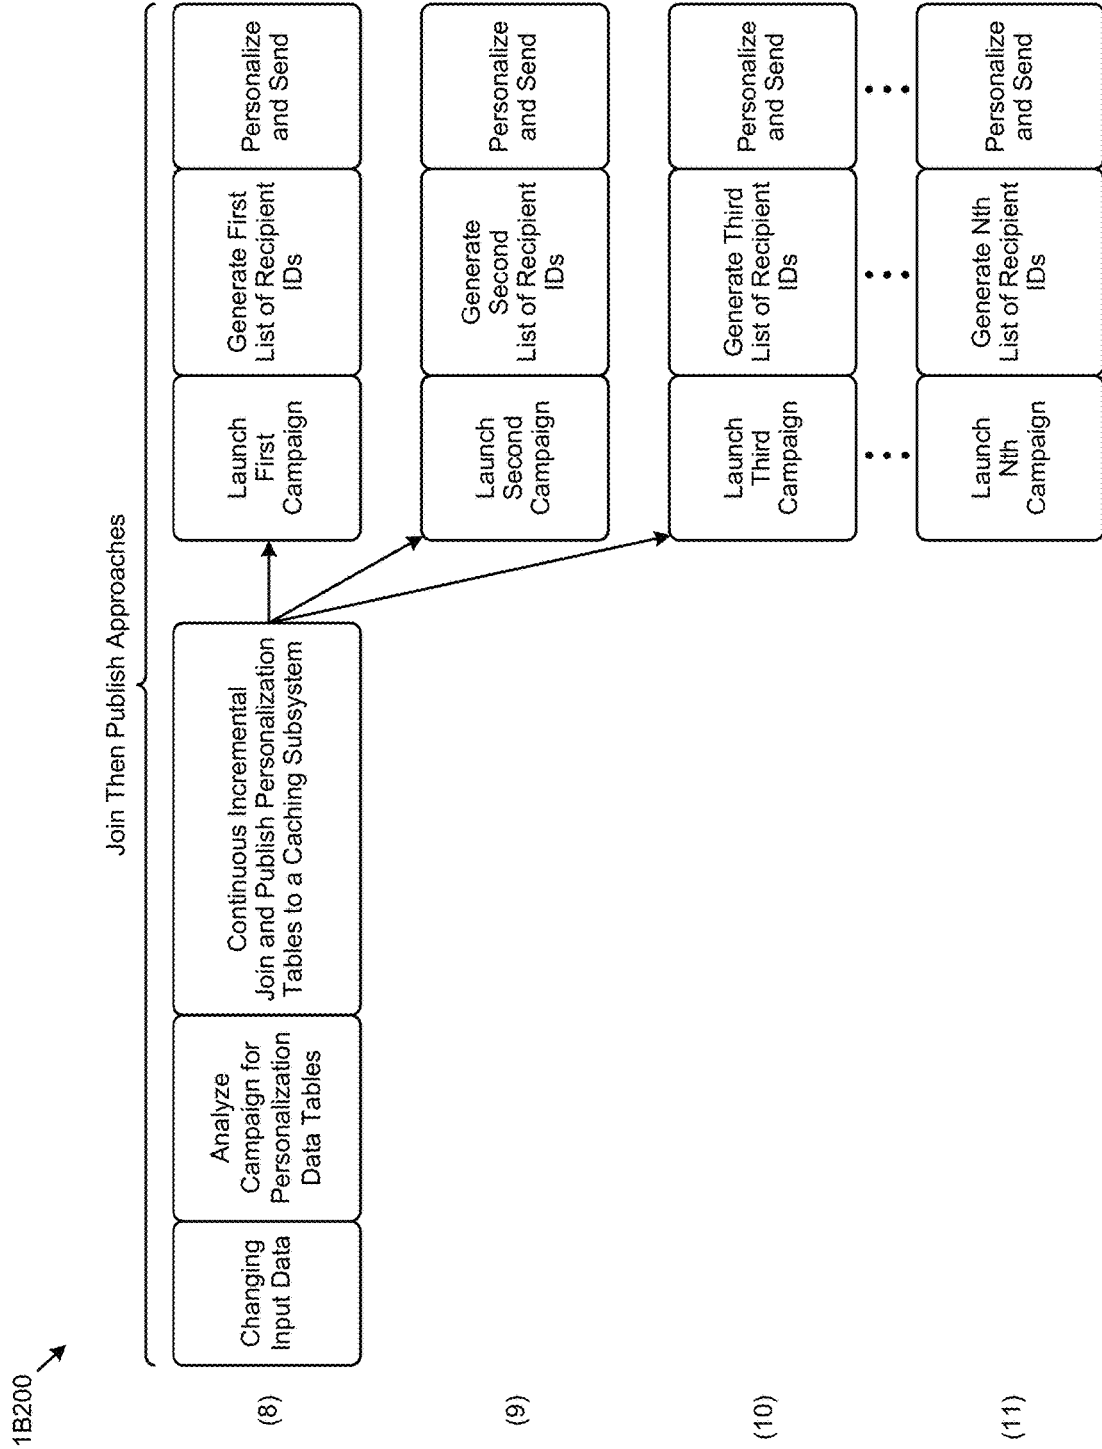 1B200
Join Then Publish Approaches
(8)
Changing
Input Data
Analyze
Campaign for
Personalization
Data Tables
Continuous Incremental
Join and Publish Personalization
Tables to a Caching Subsystem
Launch
First
Campaign
Generate First
List of Recipient
IDs
Personalize
and Send
(9)
Launch
Second
Campaign
Generate
Second
List of Recipient
IDs
Personalize
and Send
(10)
Launch
Third
Campaign
Generate Third
List of Recipient
IDs
Personalize
and Send
(11)
Launch
Nth
Campaign
Generate Nth
List of Recipient
IDs
Personalize
and Send